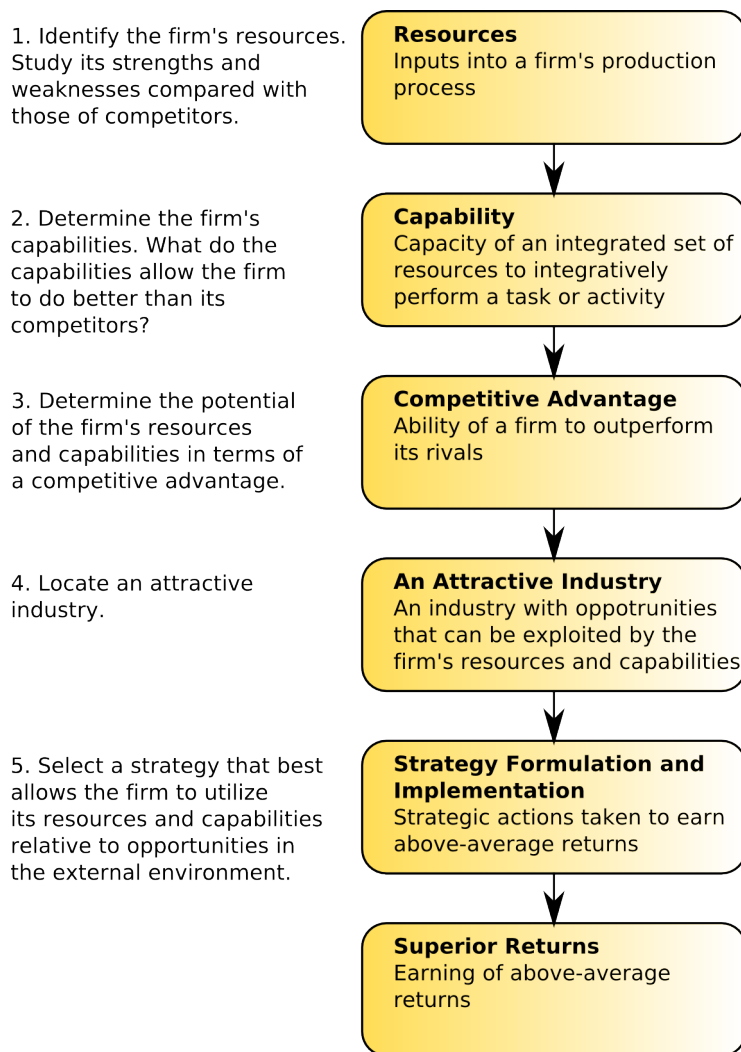 1. Identify the firm's resources.
Study its strengths and
weaknesses compared with
those of competitors.
Resources
Inputs into a firm's production
process
2. Determine the firm's
capabilities. What do the
capabilities allow the firm
to do better than its
competitors?
Capability
Capacity of an integrated set of
resources to integratively
perform a task or activity
3. Determine the potential
of the firm's resources
and capabilities in terms of
a competitive advantage.
Competitive Advantage
Ability of a firm to outperform
its rivals
4. Locate an attractive
industry.
An Attractive Industry
An industry with oppotrunities
that can be exploited by the
firm's resources and capabilities
5. Select a strategy that best
allows the firm to utilize
its resources and capabilities
relative to opportunities in
the external environment.
Strategy Formulation and
Implementation
Strategic actions taken to earn
above-average returns
Superior Returns
Earning of above-average
returns